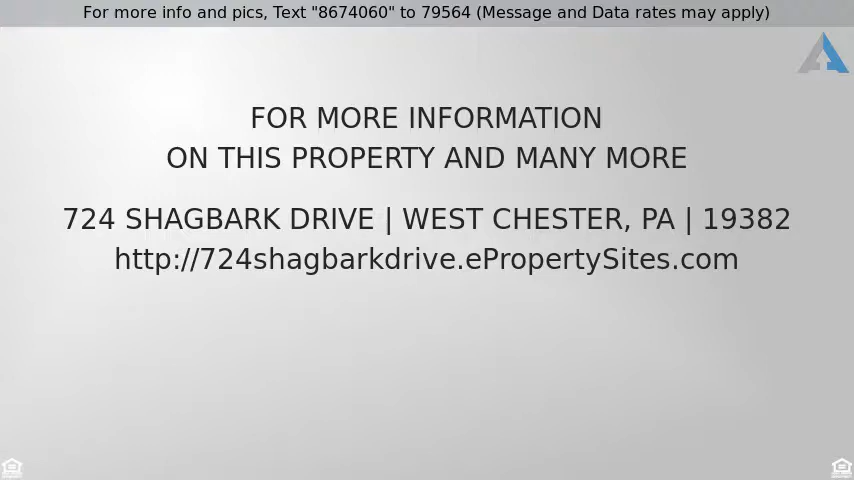 For more info and pics, Text "8674060" to 79564 (Message and Data rates may apply)
FOR MORE INFORMATION
ON THIS PROPERTY AND MANY MORE
724 SHAGBARK DRIVE | WEST CHESTER, PA | 19382
http://724shagbarkdrive.ePropertySites.com